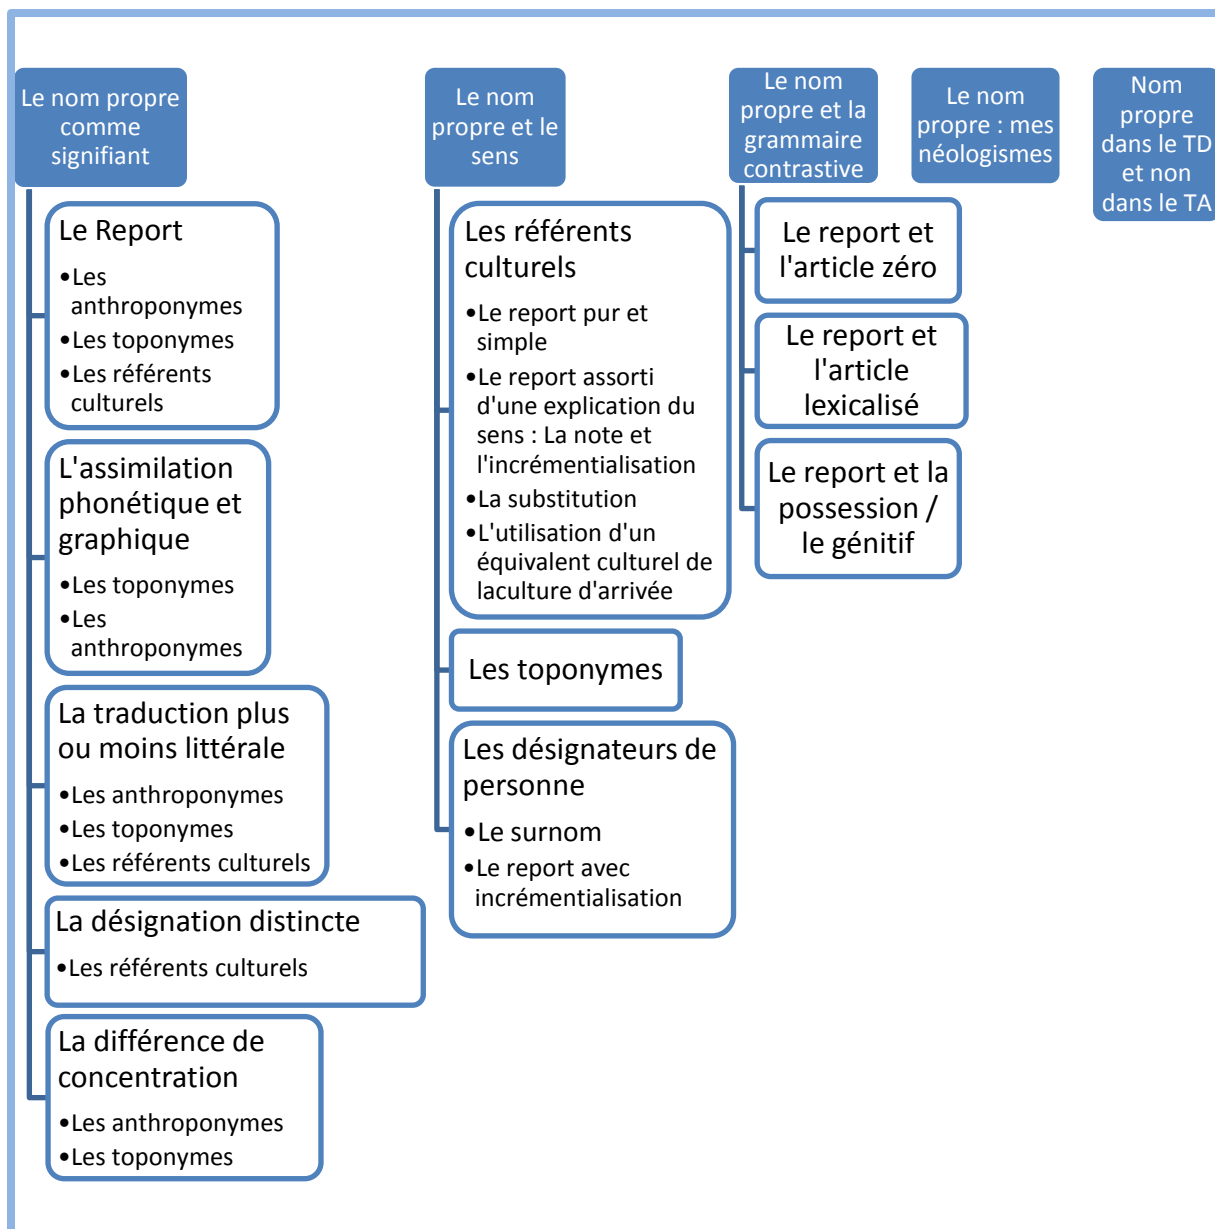 Le nom propre
comme
signifiant
Le Report
•Les
anthroponymes
•Les toponymes
•Les référents
culturels
L'assimilation
phonétique et
graphique
•Les toponymes
•Les
anthroponymes
La traduction plus
ou moins littérale
•Les anthroponymes
•Les toponymes
•Les référents culturels
La désignation distincte
•Les référents culturels
La différence de
concentration
•Les anthroponymes
•Les toponymes
Le nom
propre et le
sens
Les référents
culturels
•Le report pur et
simple
•Le report assorti
d'une explication du
sens : La note et
l'incrémentialisation
•La substitution
•L'utilisation d'un
équivalent culturel de
laculture d'arrivée
Les toponymes
Les désignateurs de
personne
•Le surnom
•Le report avec
incrémentialisation
Le nom
propre et la
grammaire
contrastive
Le report et
l'article zéro
Le report et
l'article
lexicalisé
Le report et la
possession /
le génitif
Le nom
propre : mes
néologismes
Nom
propre
dans le TD
et non
dans le TA